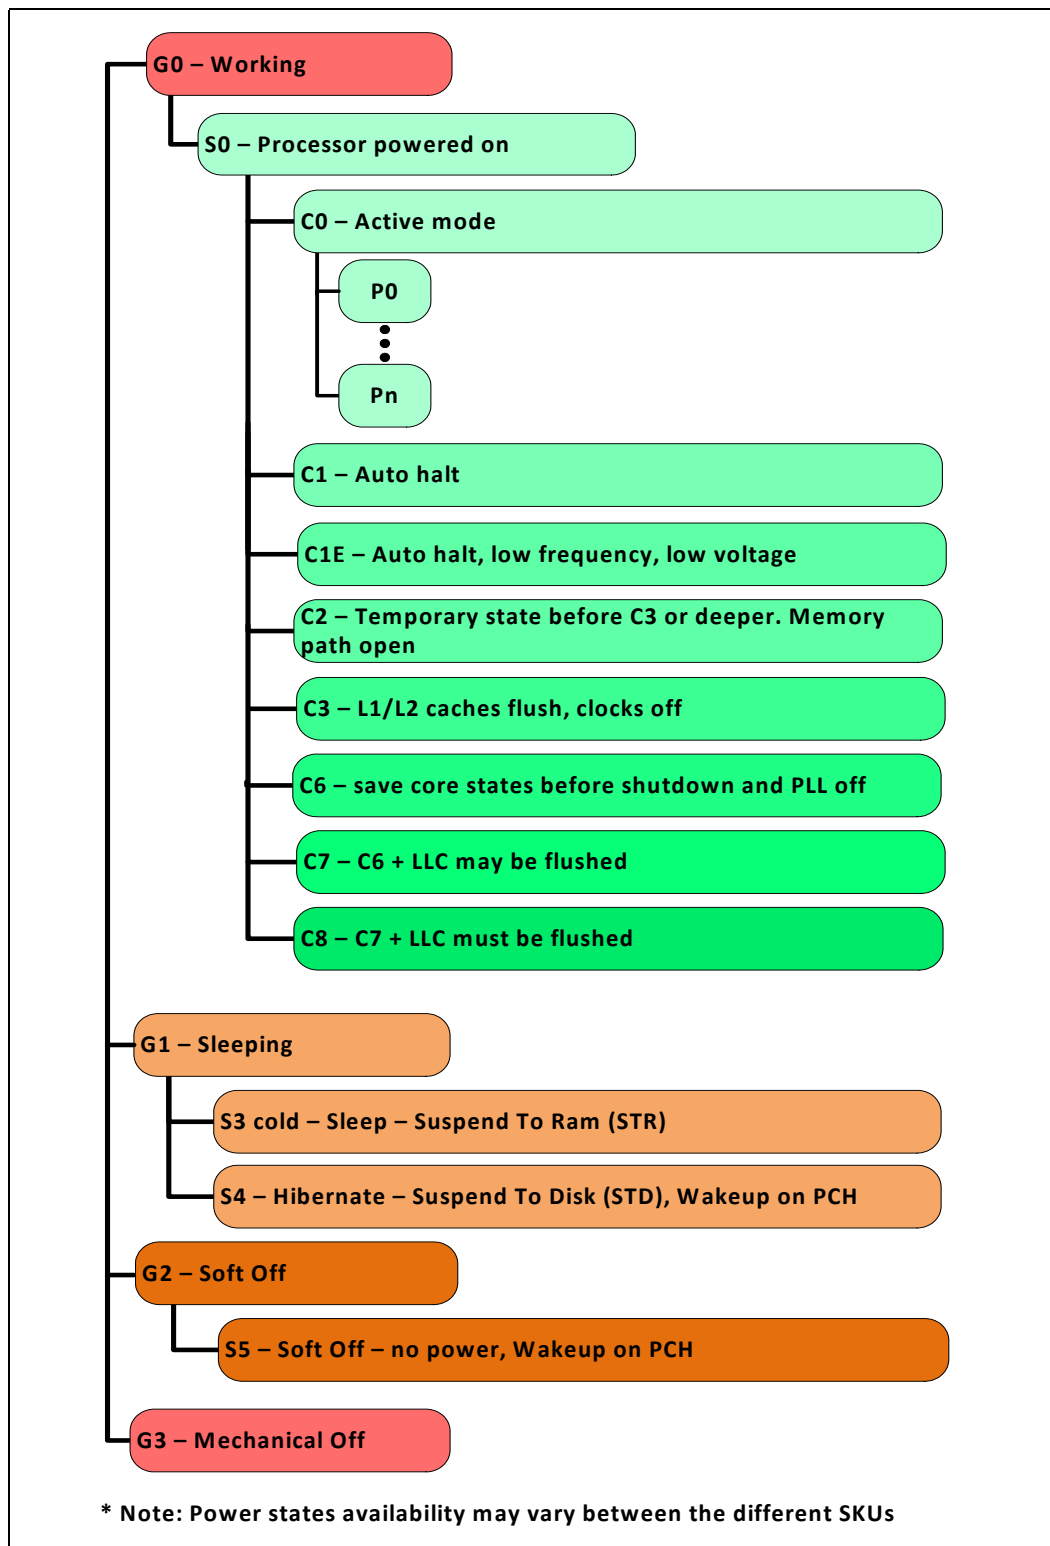 G0 – Working
S0 – Processor powered on
C0 – Active mode
P0
Pn
C1 – Auto halt
C1E – Auto halt, low frequency, low voltage
C2 – Temporary state before C3 or deeper. Memory
path open
C3 – L1/L2 caches flush, clocks off
C6 – save core states before shutdown and PLL off
C7 – C6 + LLC may be flushed
C8 – C7 + LLC must be flushed
G1 – Sleeping
S3 cold – Sleep – Suspend To Ram (STR)
S4 – Hibernate – Suspend To Disk (STD), Wakeup on PCH
G2 – Soft Off
S5 – Soft Off – no power, Wakeup on PCH
G3 – Mechanical Off
* Note: Power states availability may vary between the different SKUs